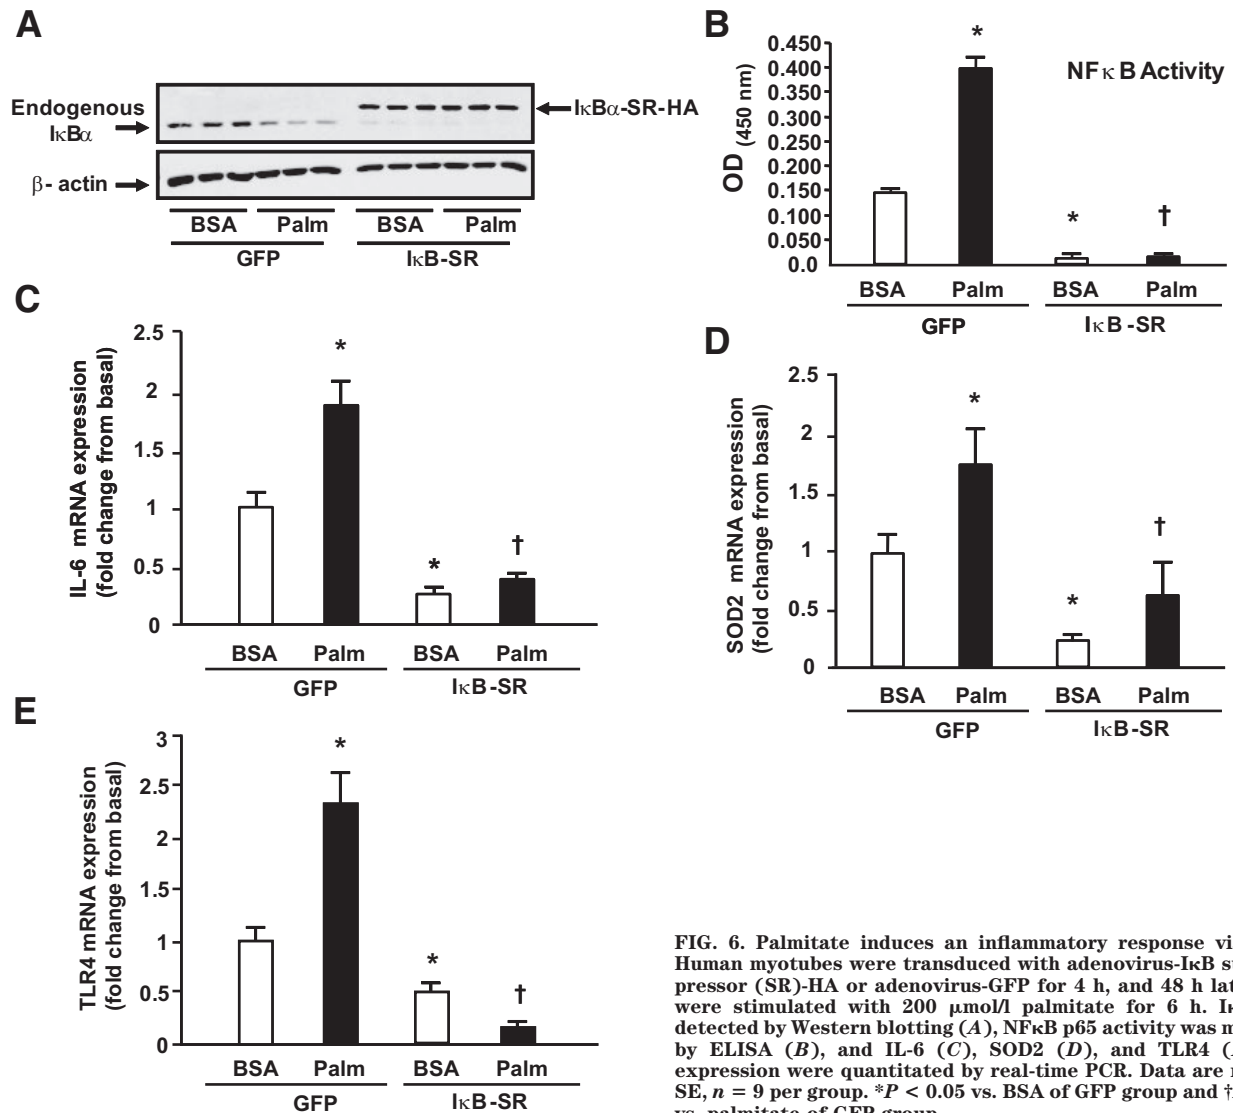 A
Endogenous
IκBα
IκBα-SR-HA
β- actin
BSA Palm BSA Palm
GFP IκB-SR
B
NFκB Activity
OD (450 nm)
0.450
0.400
0.350
0.300
0.250
0.200
0.150
0.100
0.050
0.0
*
*
†
BSA Palm BSA Palm
GFP IκB-SR
C
IL-6 mRNA expression
(fold change from basal)
2.5
2
1.5
1
0.5
0
*
*
†
BSA Palm BSA Palm
GFP IκB-SR
D
SOD2 mRNA expression
(fold change from basal)
2.5
2
1.5
1
0.5
0
*
*
†
BSA Palm BSA Palm
GFP IκB-SR
E
TLR4 mRNA expression
(fold change from basal)
3
2.5
2
1.5
1
0.5
0
*
*
†
BSA Palm BSA Palm
GFP IκB-SR
FIG. 6. Palmitate induces an inflammatory response
Human myotubes were transduced with adenovirus-IκB
pressor (SR)-HA or adenovirus-GFP for 4 h, and 48 h
were stimulated with 200 μmol/l palmitate for 6 h.
detected by Western blotting (A), NFκB p65 activity was
by ELISA (B), and IL-6 (C), SOD2 (D), and TLR4
expression were quantitated by real-time PCR. Data are
SE, n = 9 per group. *P < 0.05 vs. BSA of GFP group and †
vs. palmitate of GFP group